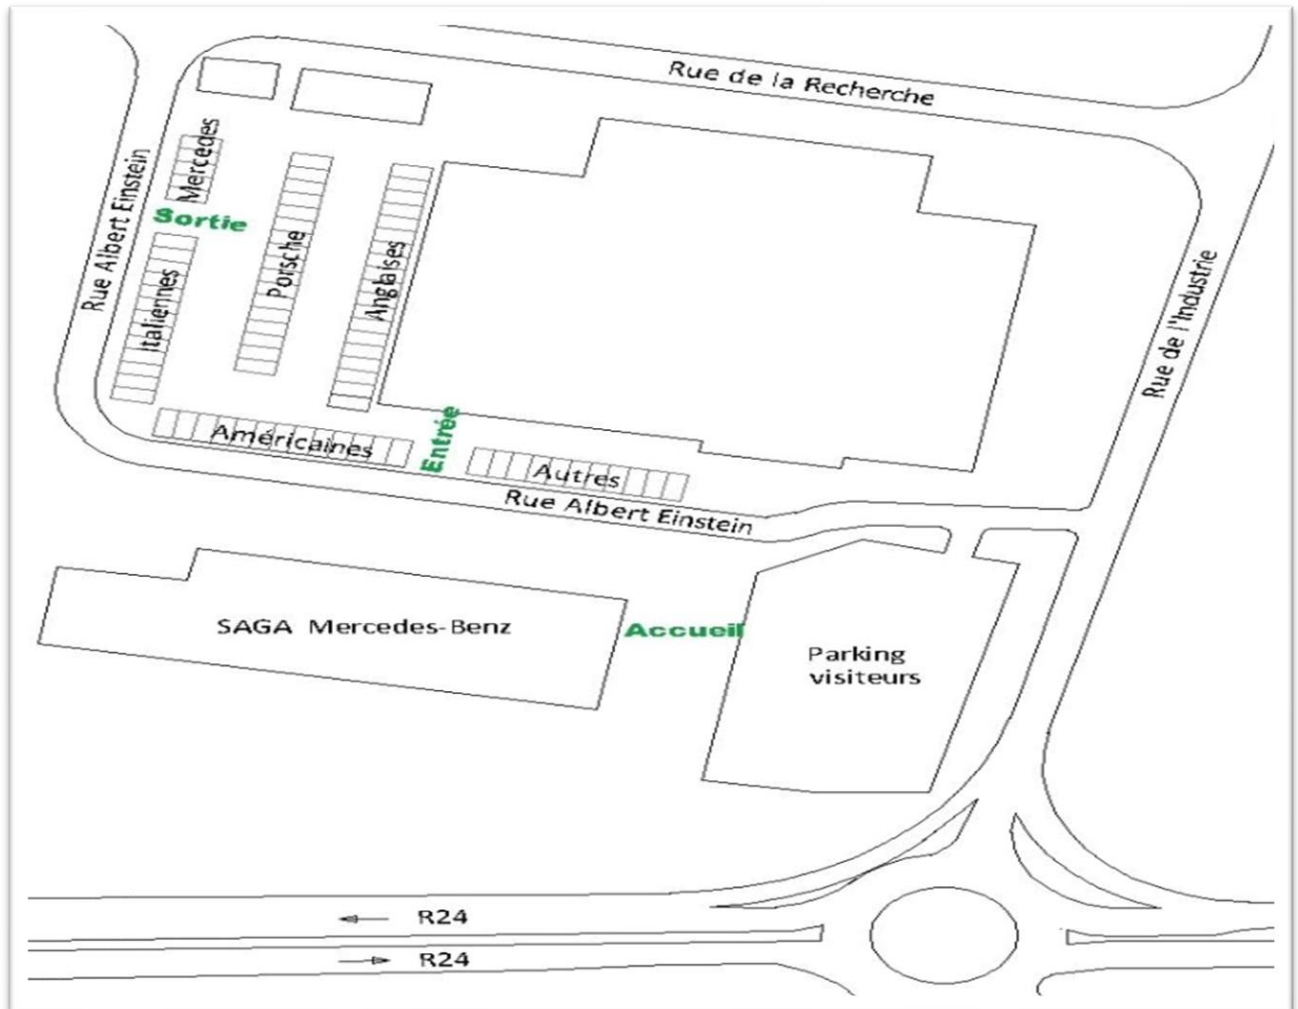 Rue de la Recherche
Mercedes
Rue Albert Einstein
Sortie
Porsche
Anglaises
Italiennes
Rue de l'Industrie
Américaines
Entrée
Autres
Rue Albert Einstein
SAGA Mercedes-Benz
Accueil
Parking
visiteurs
R24
R24